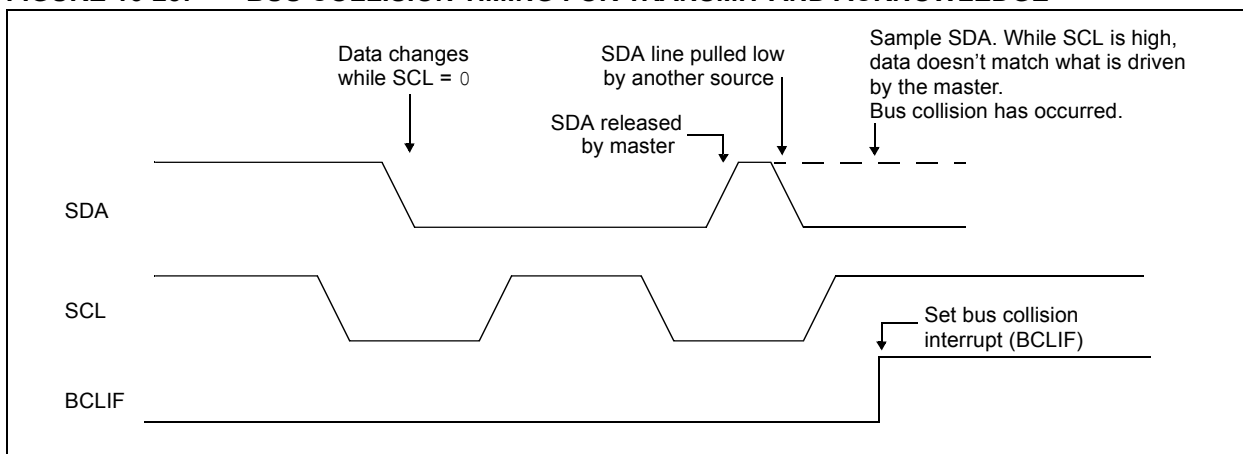 FIGURE BUS COLLISION TIMING FOR TRANSMIT AND ACKNOWLEDGE
Data changes
while SCL = 0
SDA line pulled low
by another source
SDA released
by master
Sample SDA. While SCL is high,
data doesn't match what is driven
by the master.
Bus collision has occurred.
SDA
SCL
Set bus collision
interrupt (BCLIF)
BCLIF